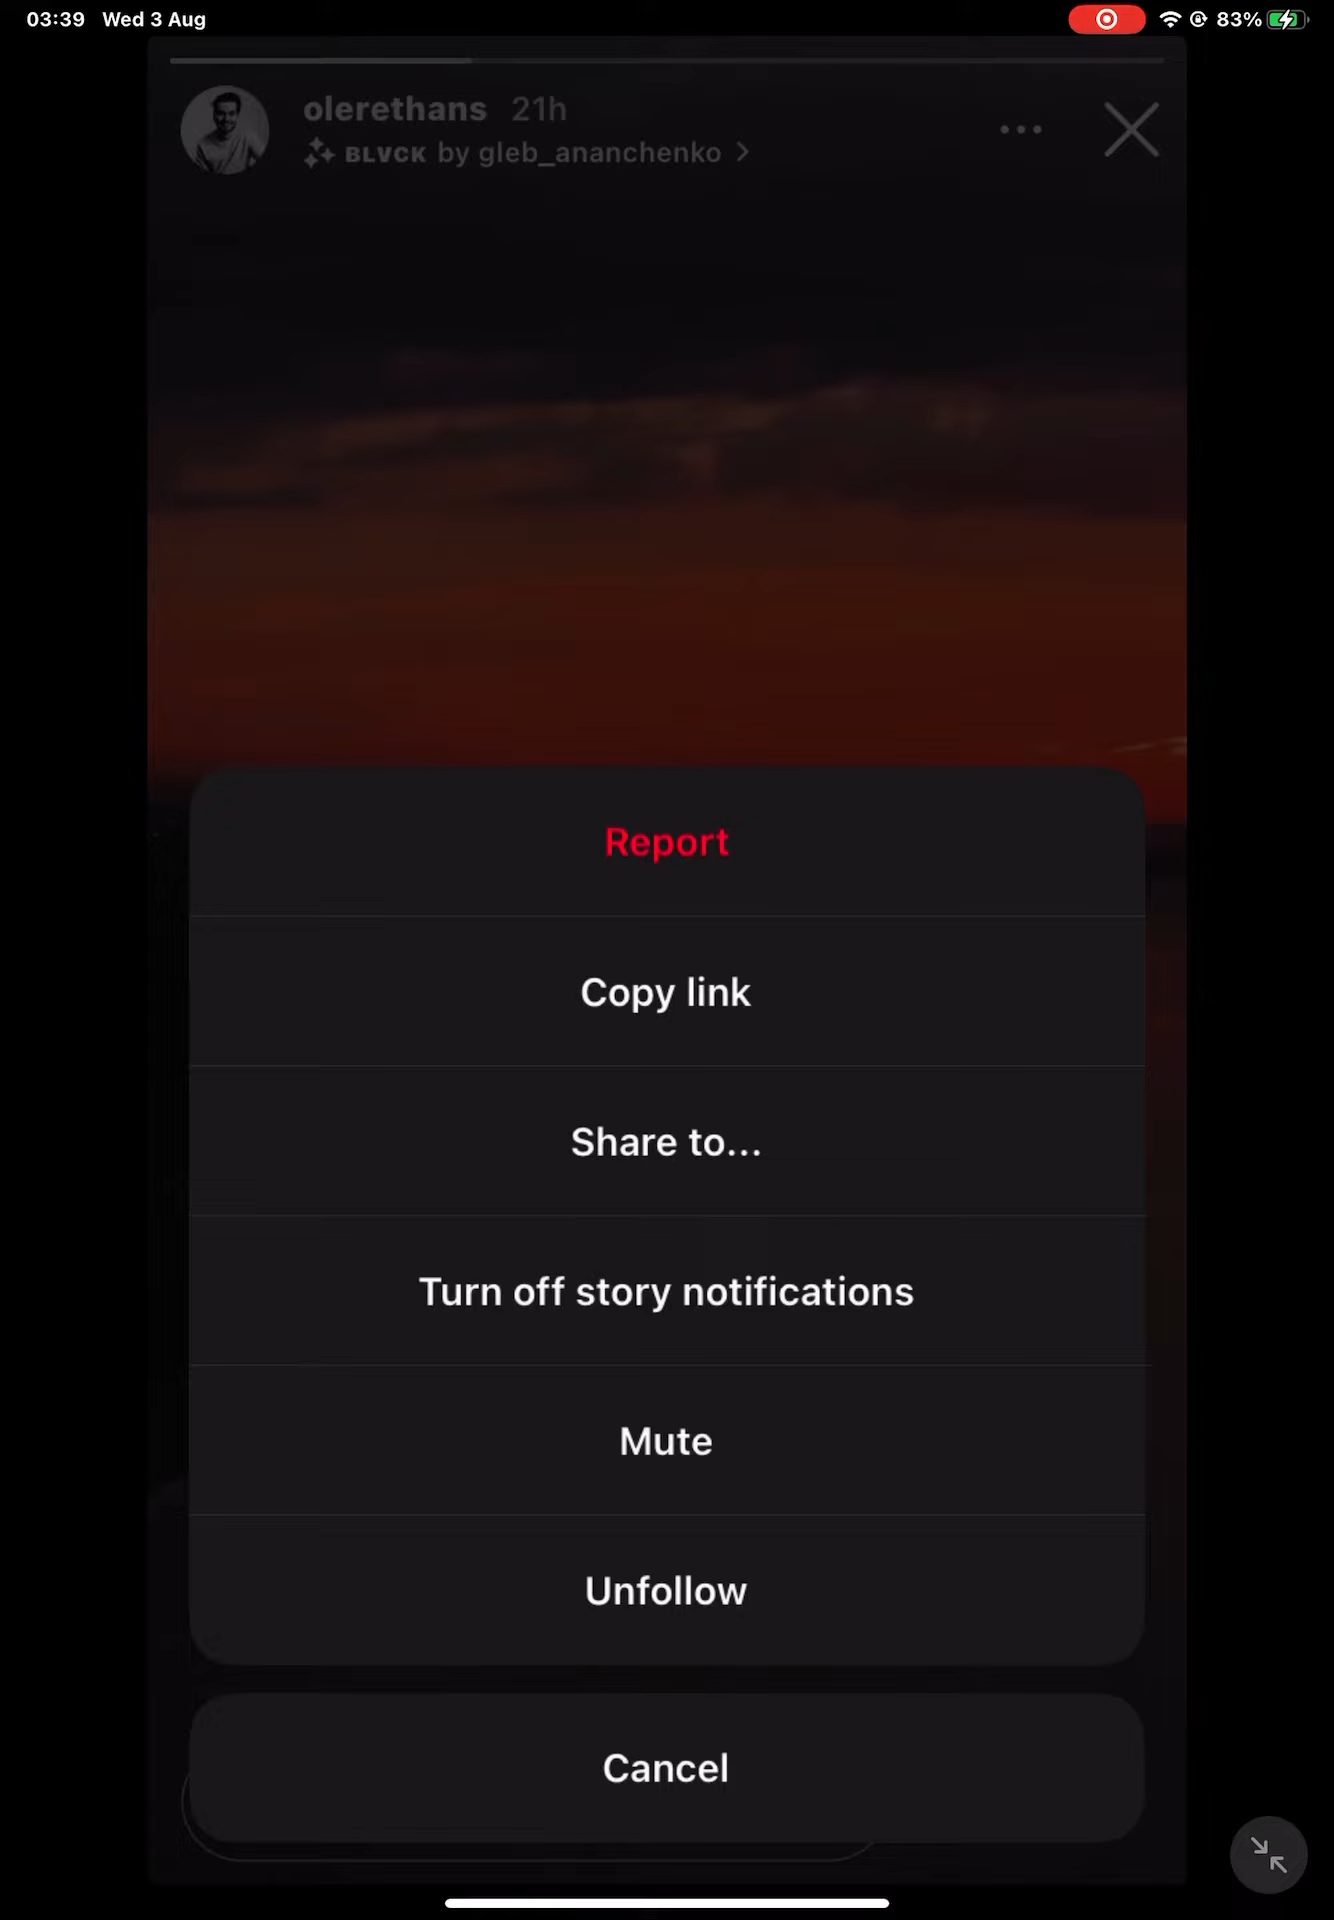 03:39 Wed 3 Aug 83%
olerethans 21h
BLVCK by gleb_ananchenko >
Report
Copy link
Share to...
Turn off story notifications
Mute
Unfollow
Cancel